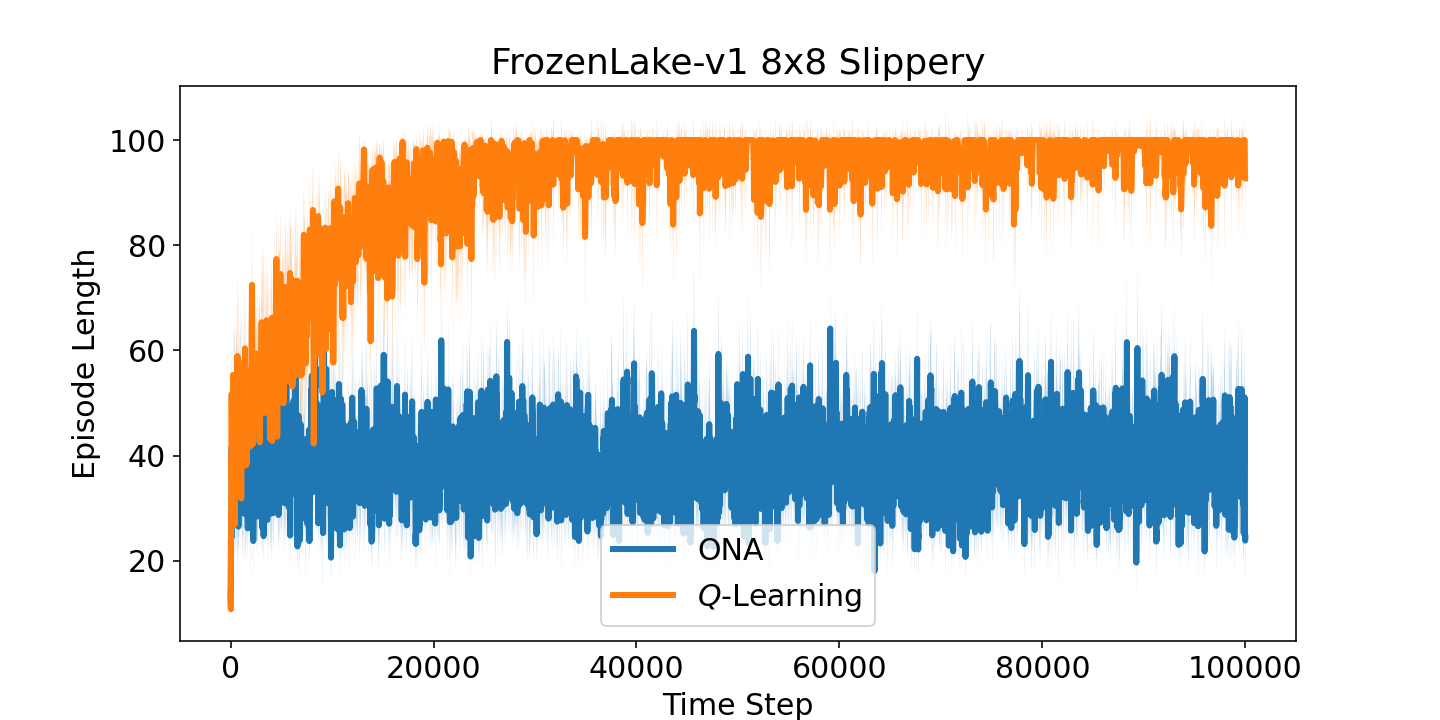 FrozenLake-v1 8x8 Slippery
Episode Length
100
80
60
40
20
ONA
Q-Learning
0 20000 40000 60000 80000 100000
Time Step